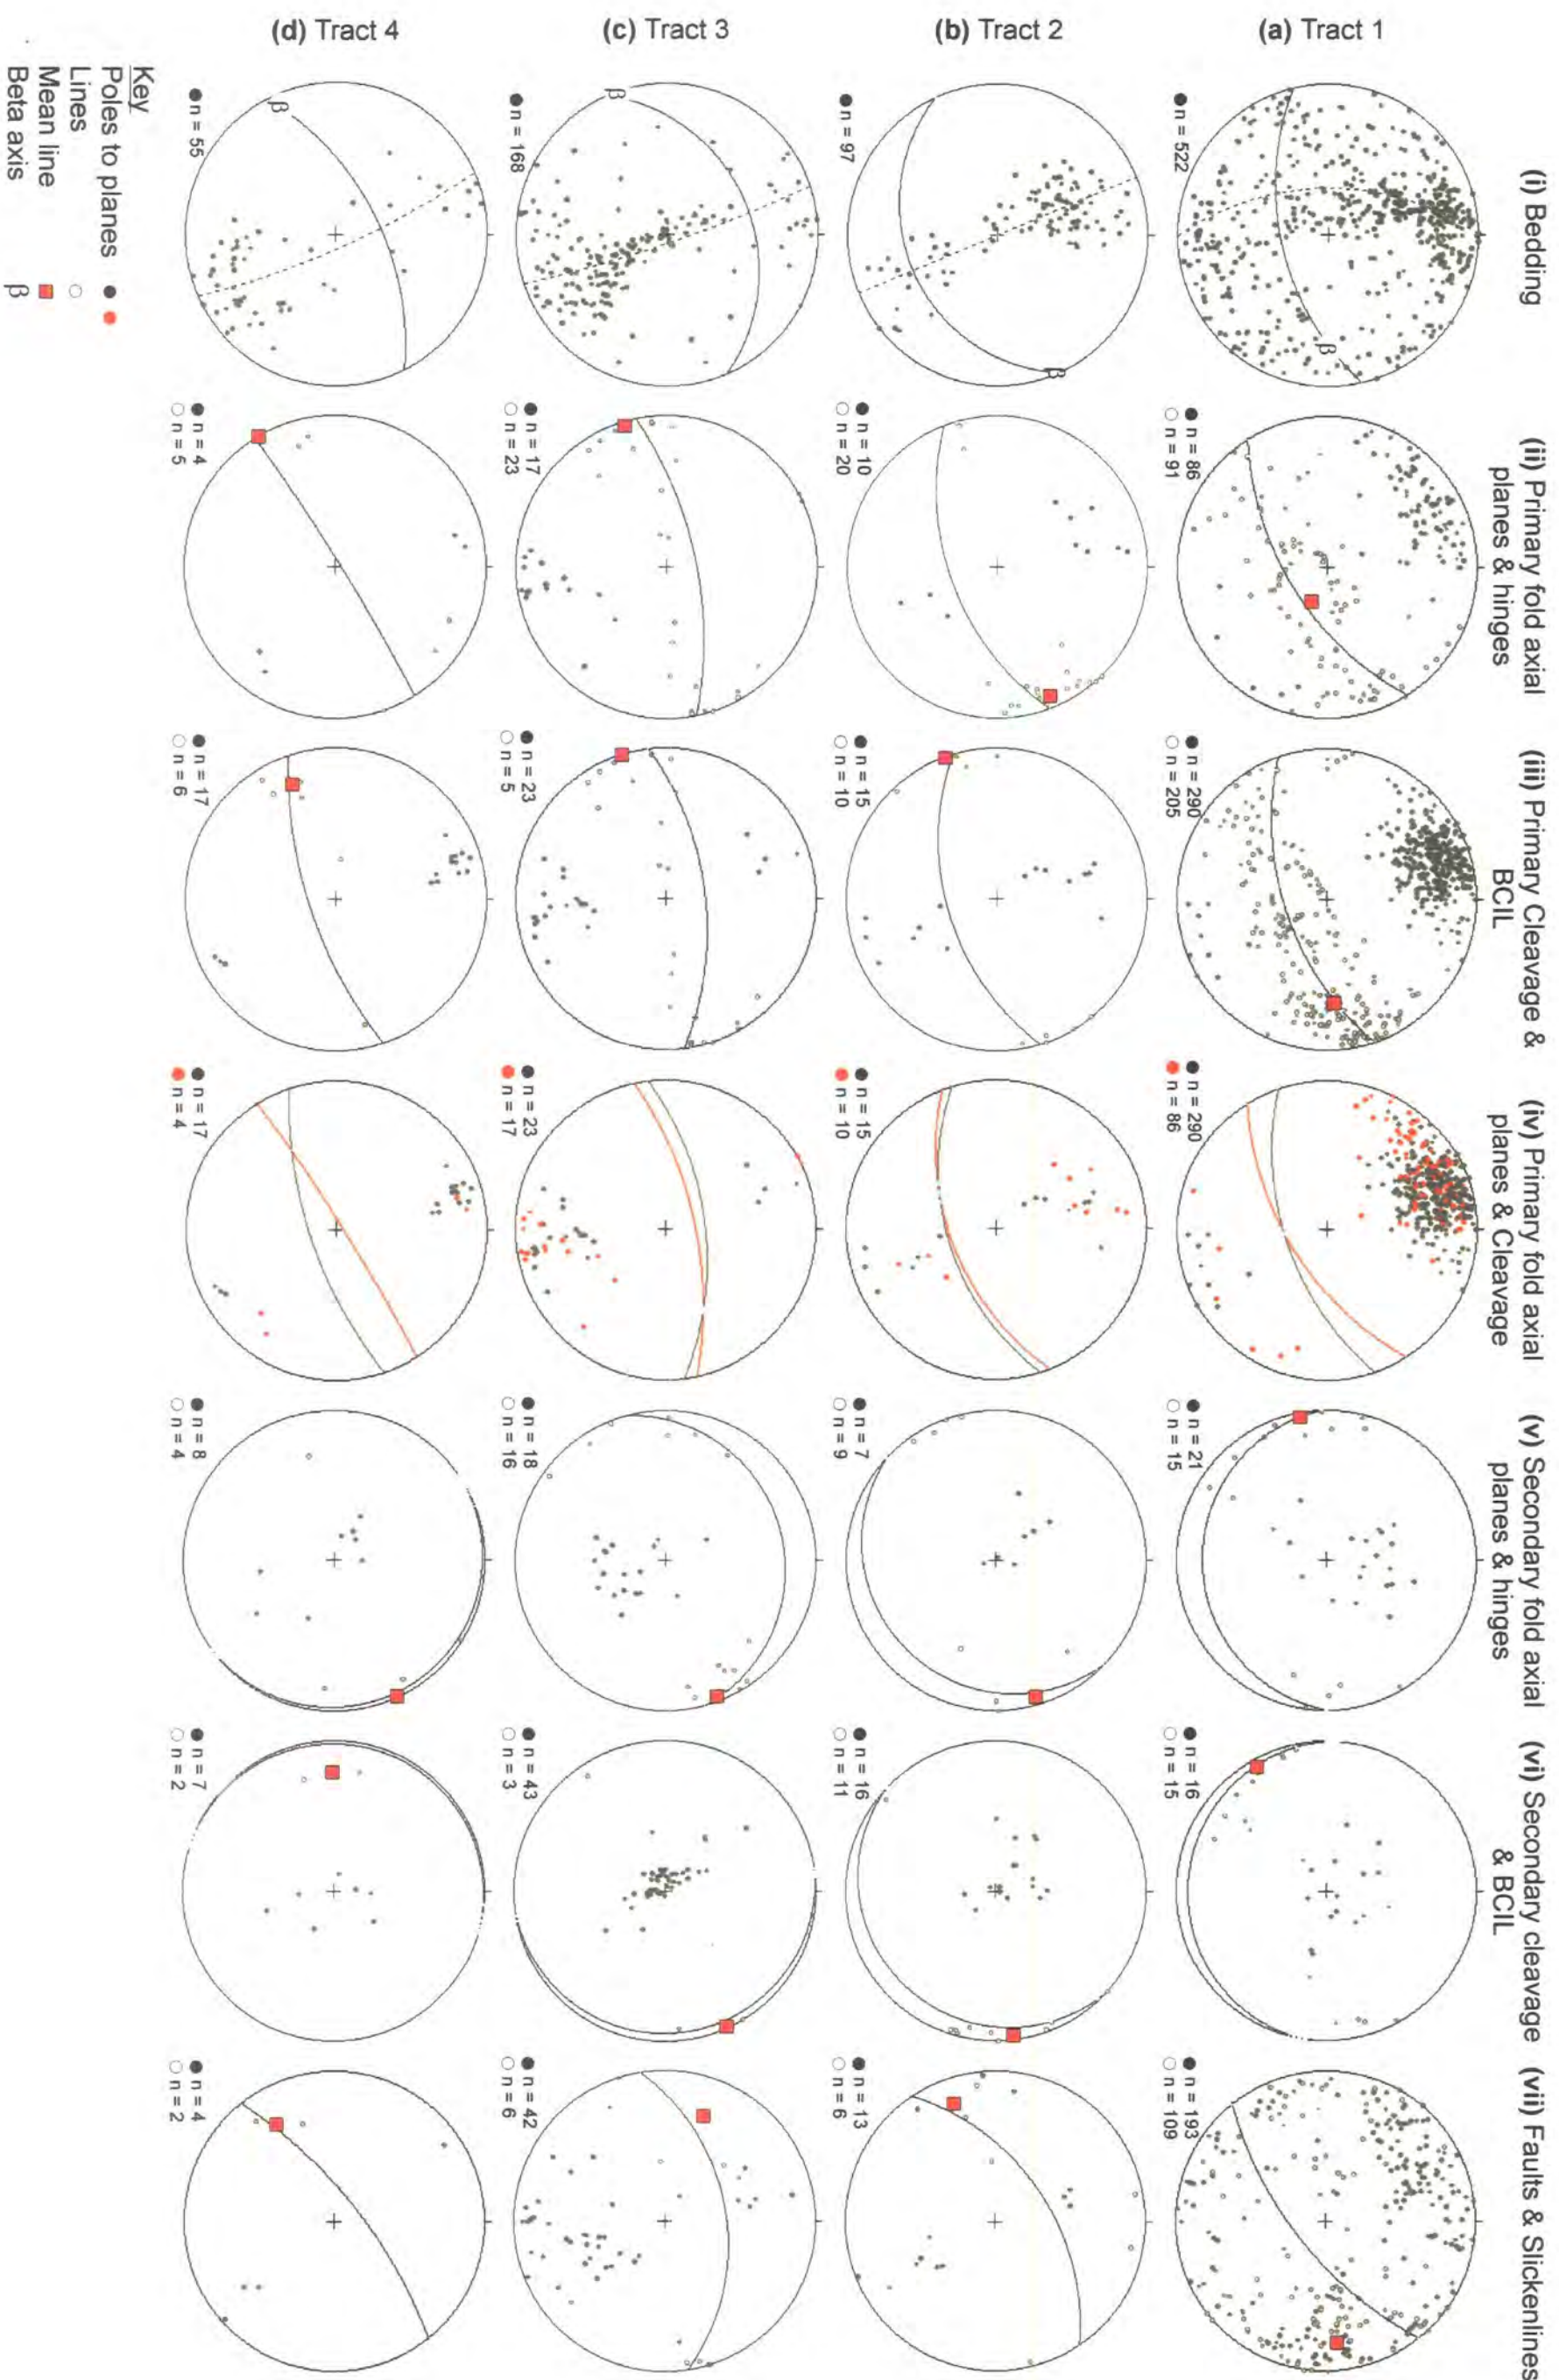 (i) Bedding
(ii) Primary fold axial
planes & hinges
(iii) Primary Cleavage &
BCIL
(iv) Primary fold axial
planes & Cleavage
(v) Secondary fold axial
planes & hinges
(vi) Secondary cleavage
& BCIL
(vii) Faults & Slickenlines
(a) Tract 1
β
n = 522
n = 86
n = 91
n = 290
n = 205
n = 290
n = 86
n = 21
n = 15
n = 16
n = 15
n = 193
n = 109
(b) Tract 2
β
n = 97
n = 10
n = 20
n = 15
n = 10
n = 15
n = 10
n = 7
n = 9
n = 16
n = 11
n = 13
n = 6
(c) Tract 3
β
n = 168
n = 17
n = 23
n = 23
n = 5
n = 23
n = 17
n = 18
n = 16
n = 43
n = 3
n = 42
n = 6
(d) Tract 4
β
n = 55
n = 4
n = 5
n = 17
n = 6
n = 17
n = 4
n = 8
n = 4
n = 7
n = 2
n = 4
n = 2
Key
Poles to planes
Lines
Mean line
Beta axis β